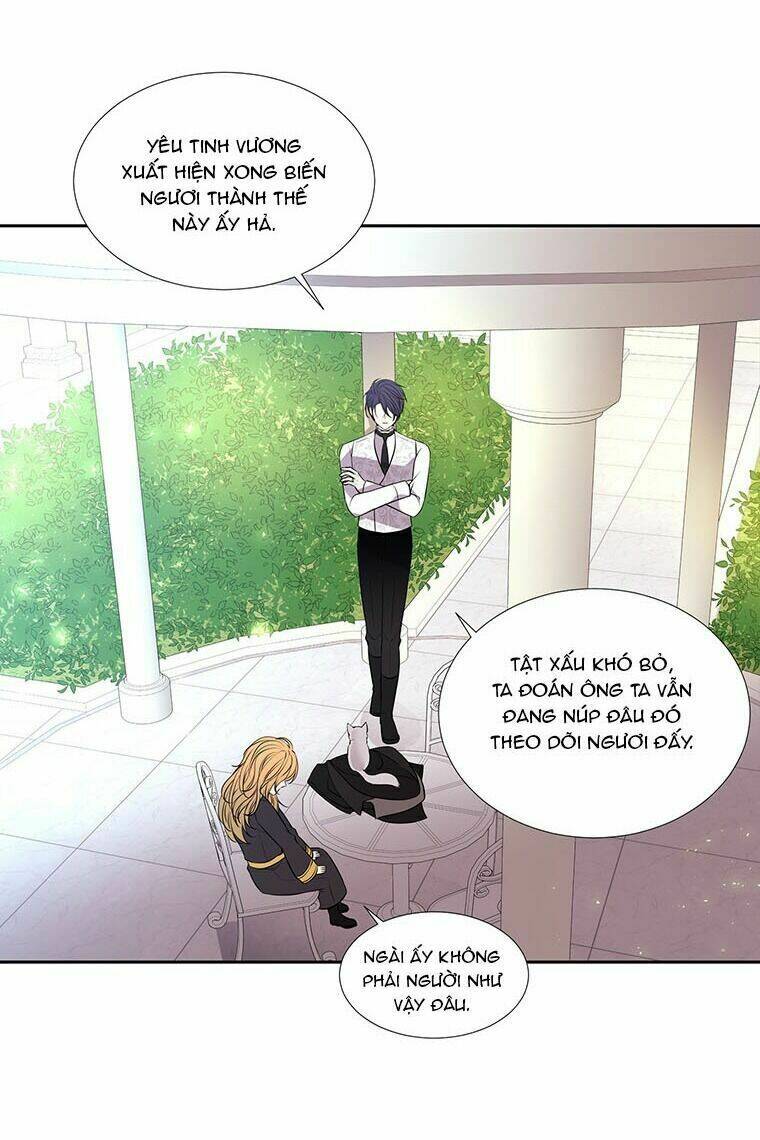 YÊU TINH VƯƠNG
XUẤT HIỆN XONG BIẾN
NGƯƠI THÀNH THẾ
NÀY ẤY HẢ.
TẬT XẤU KHÓ BỎ,
TA ĐOÁN ÔNG TA VẪN
ĐANG NÚP ĐÂU ĐÓ
THEO DÕI NGƯƠI ĐẤY.
NGÀI ẤY KHÔNG
PHẢI NGƯỜI NHƯ
VẬY ĐÂU.